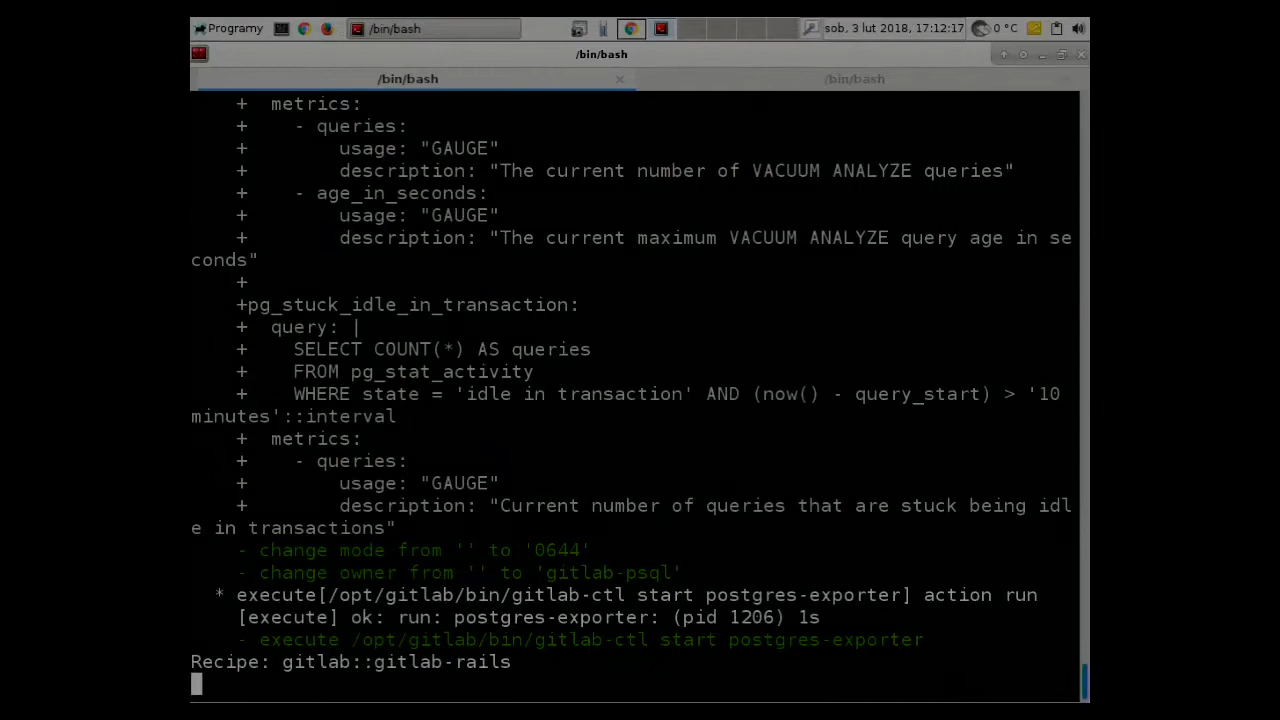 Programy /bin/bash sob, 3 lut 2018, 17:12:17 0 °C
/bin/bash
/bin/bash /bin/bash
+  metrics:
+    - queries:
+        usage: "GAUGE"
+        description: "The current number of VACUUM ANALYZE queries"
+    - age_in_seconds:
+        usage: "GAUGE"
+        description: "The current maximum VACUUM ANALYZE query age in se
conds"
+
+pg_stuck_idle_in_transaction:
+  query: |
+    SELECT COUNT(*) AS queries
+    FROM pg_stat_activity
+    WHERE state = 'idle in transaction' AND (now() - query_start) > '10
minutes'::interval
+  metrics:
+    - queries:
+        usage: "GAUGE"
+        description: "Current number of queries that are stuck being idl
e in transactions"
- change mode from '' to '0644'
- change owner from '' to 'gitlab-psql'
* execute[/opt/gitlab/bin/gitlab-ctl start postgres-exporter] action run
[execute] ok: run: postgres-exporter: (pid 1206) 1s
- execute /opt/gitlab/bin/gitlab-ctl start postgres-exporter
Recipe: gitlab::gitlab-rails